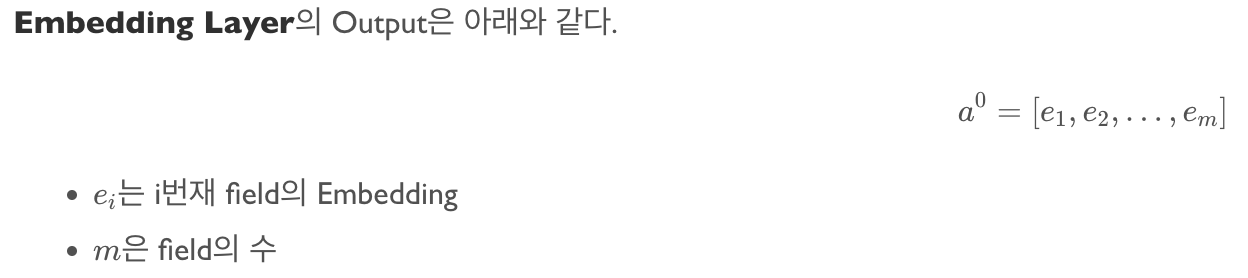 Embedding Layer의 Output은 아래와 같다.
a^0 = [e_1, e_2, . . . , e_m]
• e_i는 i번재 field의 Embedding
• m은 field의 수